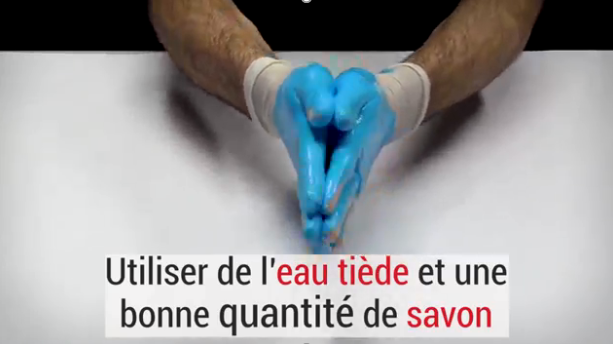 Utiliser de l'eau tiède et une
bonne quantité de savon